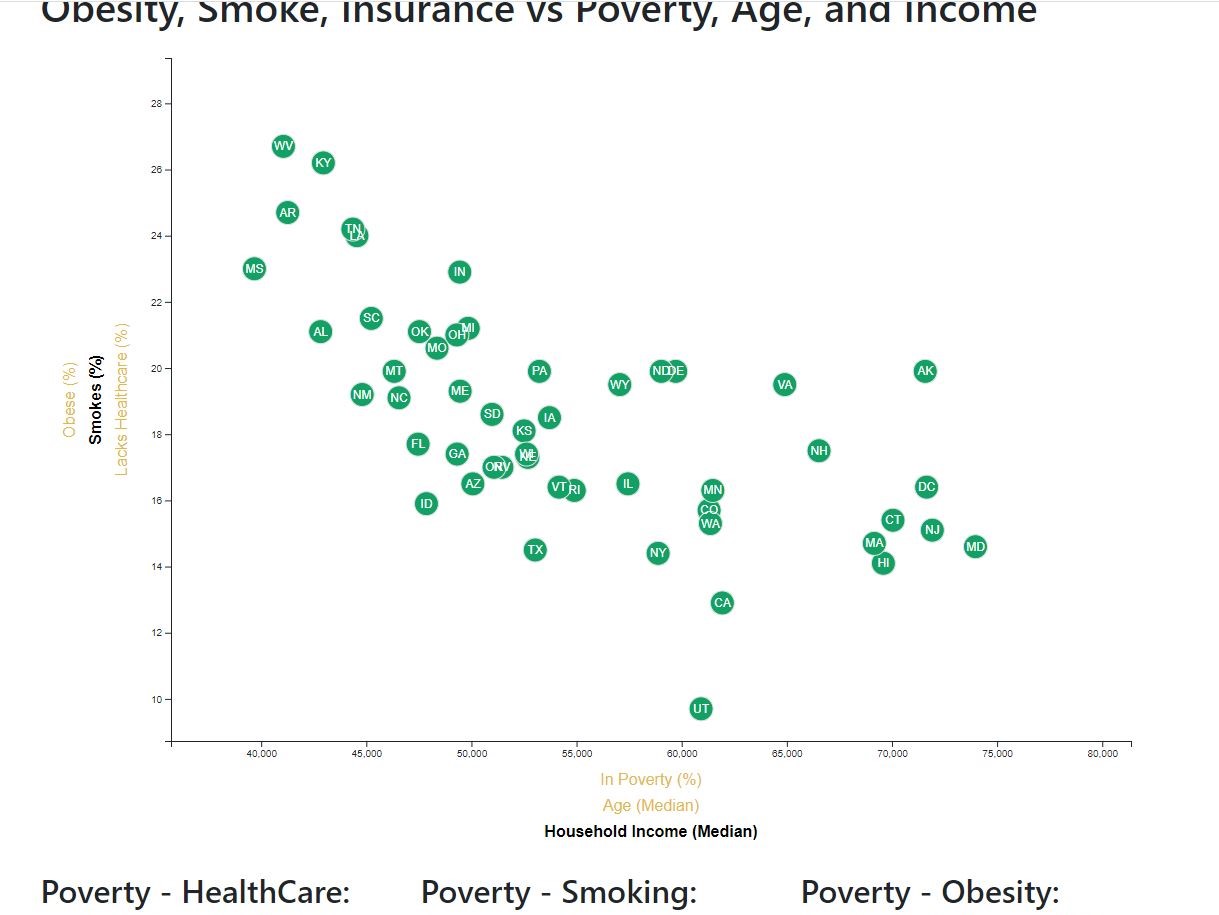 Obesity, Smoke, Insurance vs Poverty, Age, and Income
28
WV
KY
26
AR
TN
LA
24
MS
IN
22
SC
AL
OK
OH
MI
MO
20
MT
PA
WY
ND
DE
VA
AK
NM
NC
ME
SD
IA
KS
18
FL
NH
GA
WI
NE
OR
NV
AZ
VT
RI
IL
MN
DC
16
ID
CO
WA
CT
NJ
TX
NY
MA
MD
HI
14
CA
12
10
UT
40,000 45,000 50,000 55,000 60,000 65,000 70,000 75,000 80,000
Obese (%)
Smokes (%)
Lacks Healthcare (%)
In Poverty (%)
Age (Median)
Household Income (Median)
Poverty - HealthCare: Poverty - Smoking: Poverty - Obesity: